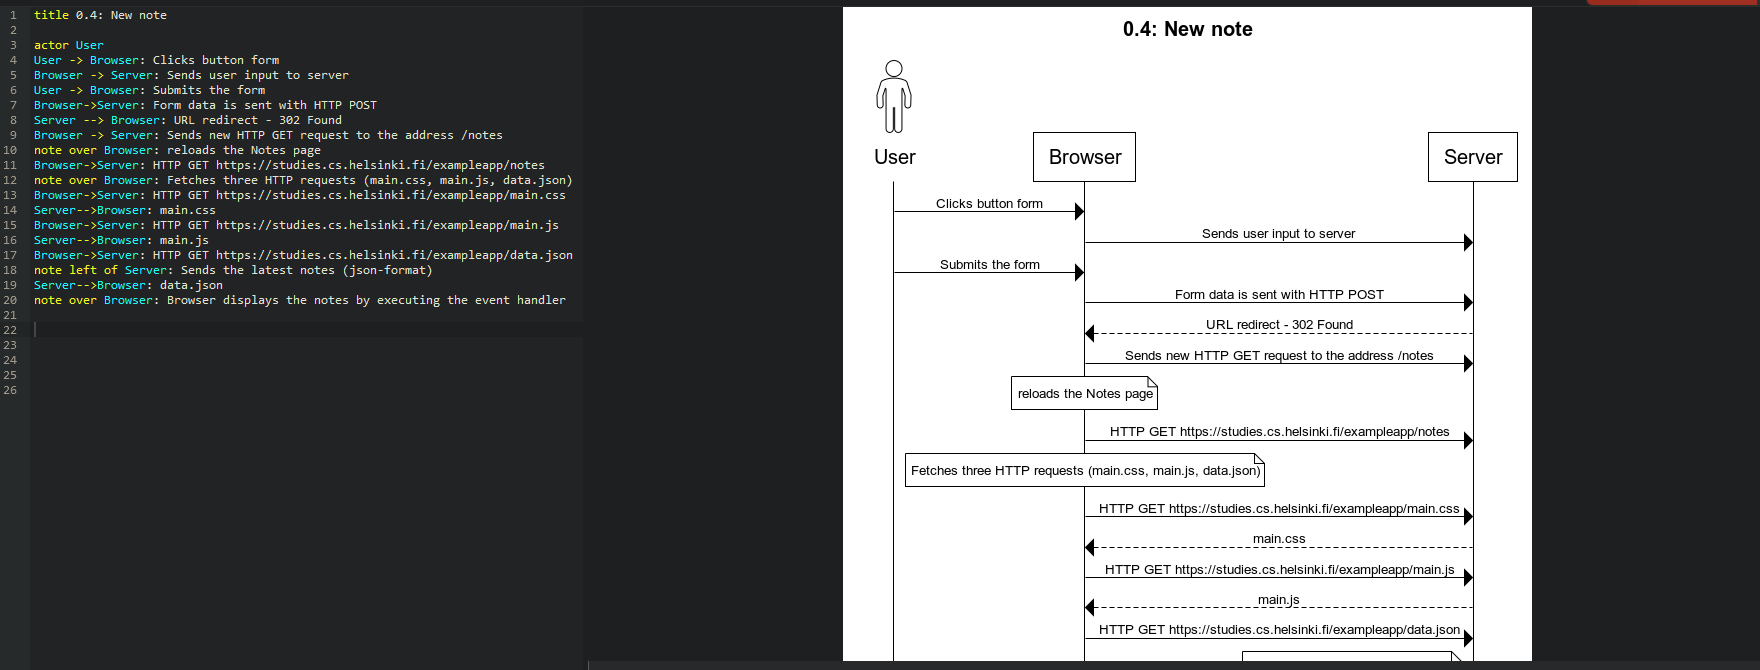 1 title 0.4: New note
2
3 actor User
4 User -> Browser: Clicks button form
5 Browser -> Server: Sends user input to server
6 User -> Browser: Submits the form
7 Browser->Server: Form data is sent with HTTP POST
8 Server --> Browser: URL redirect - 302 Found
9 Browser -> Server: Sends new HTTP GET request to the address /notes
10 note over Browser: reloads the Notes page
11 Browser->Server: HTTP GET https://studies.cs.helsinki.fi/exampleapp/notes
12 note over Browser: Fetches three HTTP requests (main.css, main.js, data.json)
13 Browser->Server: HTTP GET https://studies.cs.helsinki.fi/exampleapp/main.css
14 Server-->Browser: main.css
15 Browser->Server: HTTP GET https://studies.cs.helsinki.fi/exampleapp/main.js
16 Server-->Browser: main.js
17 Browser->Server: HTTP GET https://studies.cs.helsinki.fi/exampleapp/data.json
18 note left of Server: Sends the latest notes (json-format)
19 Server-->Browser: data.json
20 note over Browser: Browser displays the notes by executing the event handler
21
22
23
24
25
26
0.4: New note
User
Browser
Server
Clicks button form
Sends user input to server
Submits the form
Form data is sent with HTTP POST
URL redirect - 302 Found
Sends new HTTP GET request to the address /notes
reloads the Notes page
HTTP GET https://studies.cs.helsinki.fi/exampleapp/notes
Fetches three HTTP requests (main.css, main.js, data.json)
HTTP GET https://studies.cs.helsinki.fi/exampleapp/main.css
main.css
HTTP GET https://studies.cs.helsinki.fi/exampleapp/main.js
main.js
HTTP GET https://studies.cs.helsinki.fi/exampleapp/data.json